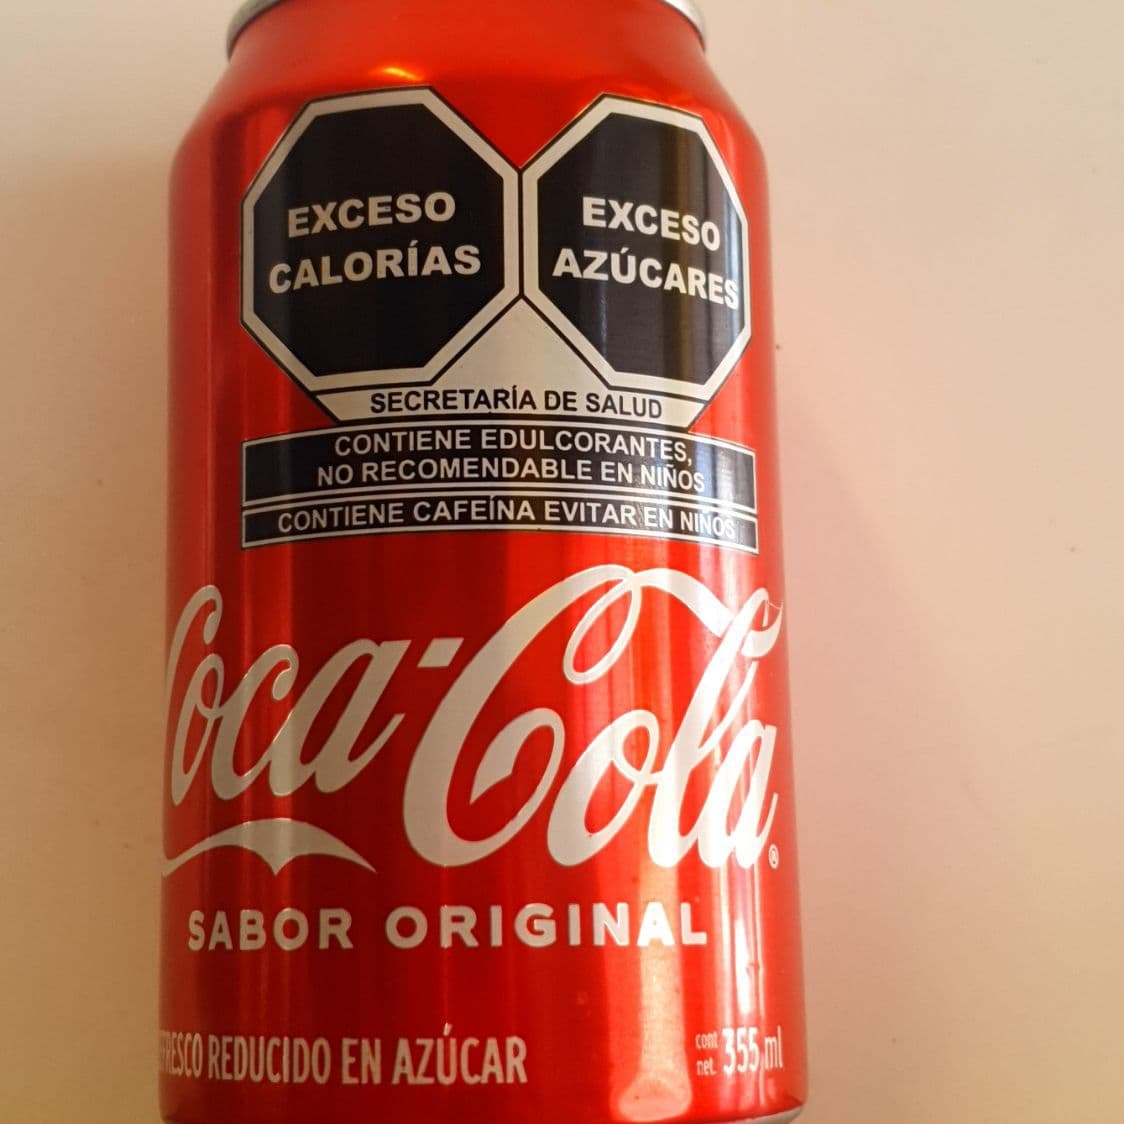 EXCESO
CALORÍAS
EXCESO
AZÚCARES
SECRETARÍA DE SALUD
CONTIENE EDULCORANTES,
NO RECOMENDABLE EN NIÑOS
CONTIENE CAFEÍNA EVITAR EN NIÑOS
Coca-Cola®
SABOR ORIGINAL
REDUCIDO EN AZÚCAR
cont
net. 355 ml